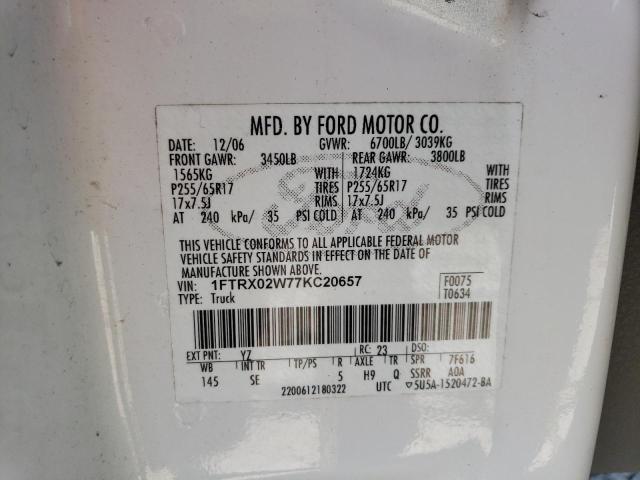 MFD. BY FORD MOTOR CO.
DATE: 12/06 GVWR: 6700LB/ 3039KG
FRONT GAWR: 3450LB REAR GAWR: 3800LB
1565KG WITH 1724KG WITH
P255/65R17 TIRES P255/65R17 TIRES
17x7.5J RIMS 17x7.5J RIMS
AT 240 kPa/ 35 PSI COLD AT 240 kPa/ 35 PSI COLD
THIS VEHICLE CONFORMS TO ALL APPLICABLE FEDERAL MOTOR
VEHICLE SAFETY STANDARDS IN EFFECT ON THE DATE OF
MANUFACTURE SHOWN ABOVE.
VIN: 1FTRX02W77KC20657 F0075
TYPE: Truck T0634
EXT PNT: YZ RC: 23 DSO:
WB INT TR TP/PS R AXLE TR SPR 7F616
145 SE 5 H9 Q SSRR A0A
2200612180322 UTC ▽5U5A-1520472-BA
Ford